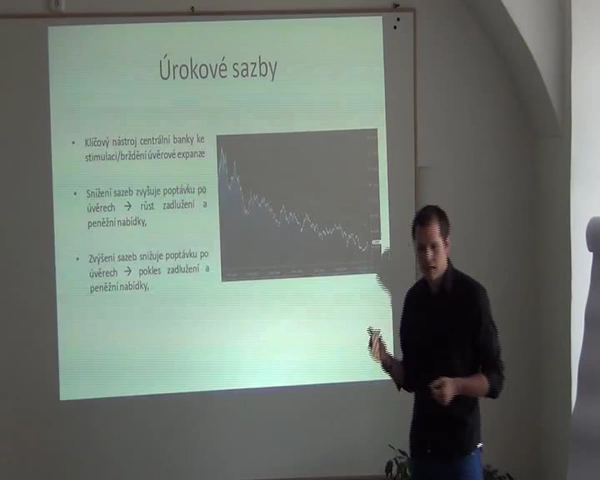 Úrokové sazby
• Klíčový nástroj centrální banky ke
stimulaci/brždění úvěrové expanze
• Snížení sazeb zvyšuje poptávku po
úvěrech → růst zadlužení a
peněžní nabídky,
• Zvýšení sazeb snižuje poptávku po
úvěrech → pokles zadlužení a
peněžní nabídky,